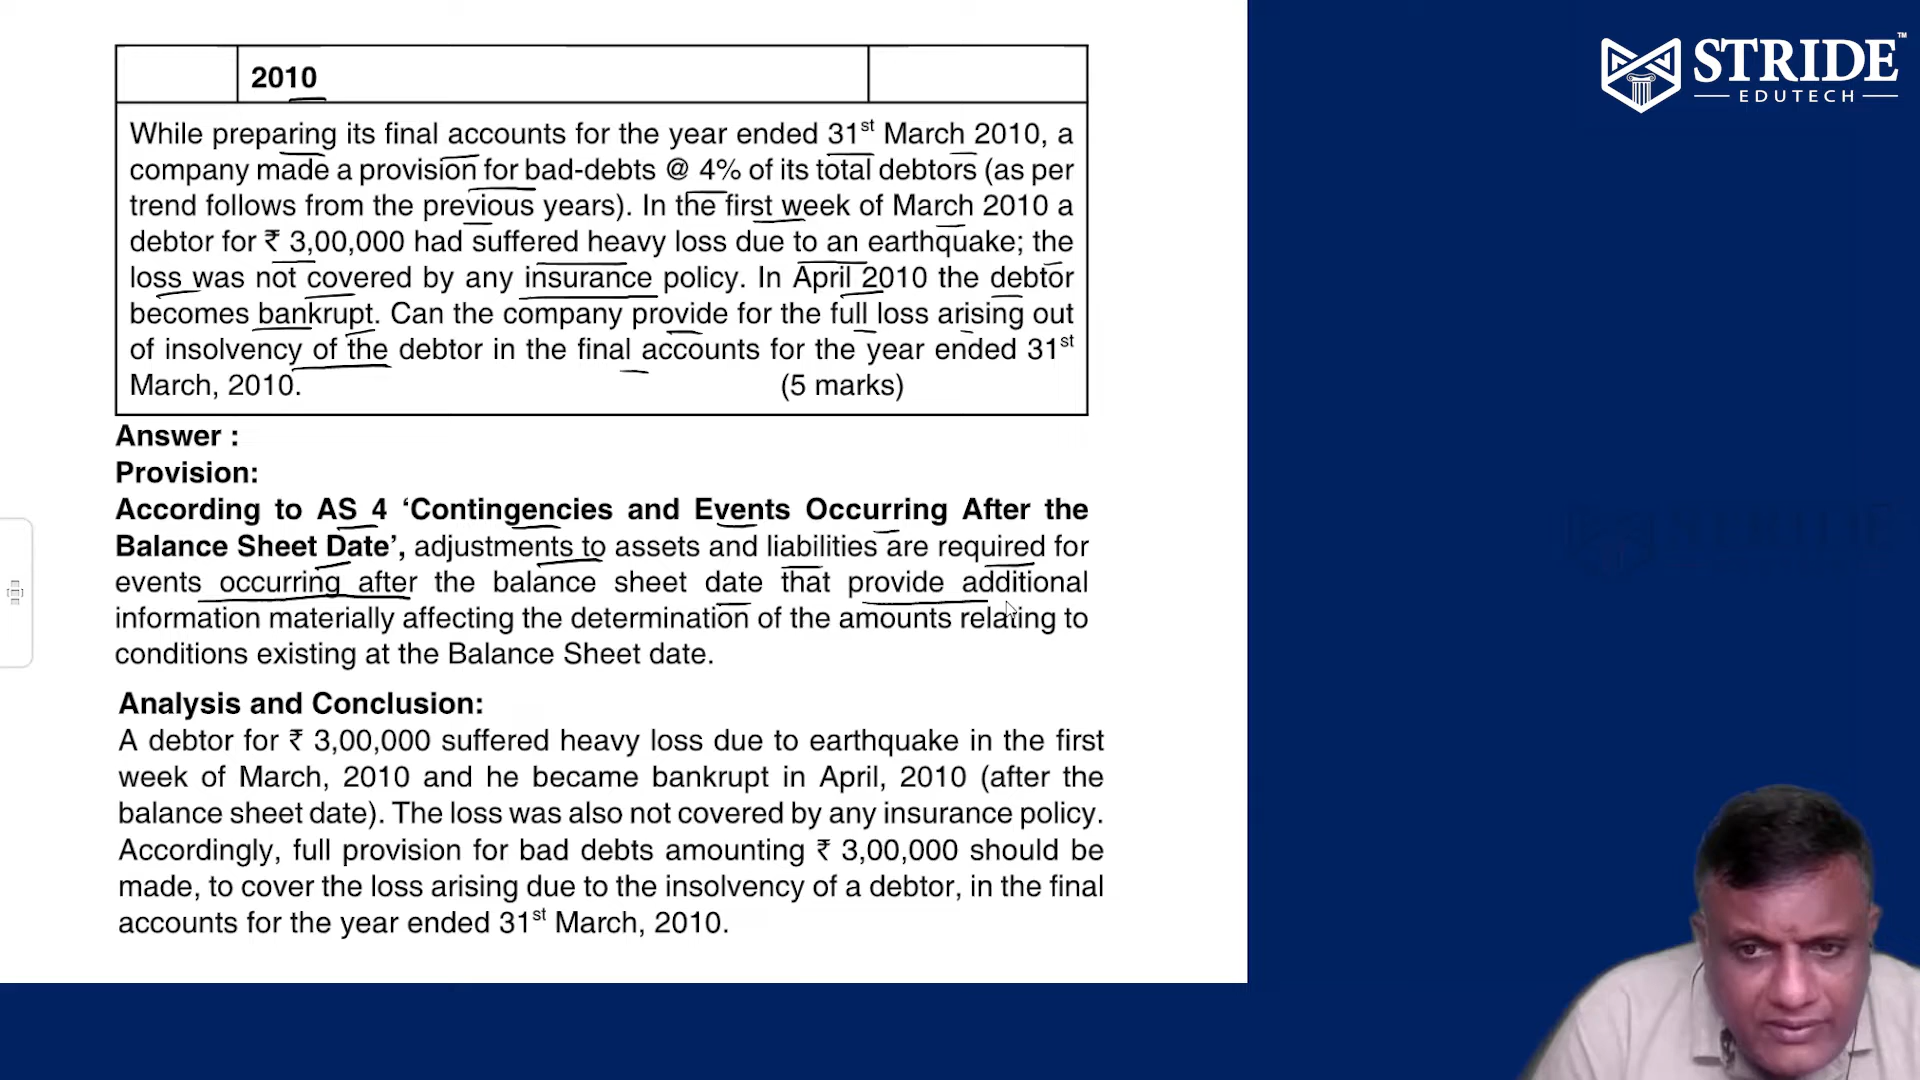 2010
While preparing its final accounts for the year ended 31st March 2010, a
company made a provision for bad-debts @ 4% of its total debtors (as per
trend follows from the previous years). In the first week of March 2010 a
debtor for ₹ 3,00,000 had suffered heavy loss due to an earthquake; the
loss was not covered by any insurance policy. In April 2010 the debtor
becomes bankrupt. Can the company provide for the full loss arising out
of insolvency of the debtor in the final accounts for the year ended 31st
March, 2010. (5 marks)
Answer :
Provision:
According to AS 4 ‘Contingencies and Events Occurring After the
Balance Sheet Date’, adjustments to assets and liabilities are required for
events occurring after the balance sheet date that provide additional
information materially affecting the determination of the amounts relating to
conditions existing at the Balance Sheet date.
Analysis and Conclusion:
A debtor for ₹ 3,00,000 suffered heavy loss due to earthquake in the first
week of March, 2010 and he became bankrupt in April, 2010 (after the
balance sheet date). The loss was also not covered by any insurance policy.
Accordingly, full provision for bad debts amounting ₹ 3,00,000 should be
made, to cover the loss arising due to the insolvency of a debtor, in the final
accounts for the year ended 31st March, 2010.
STRIDE™
EDUTECH